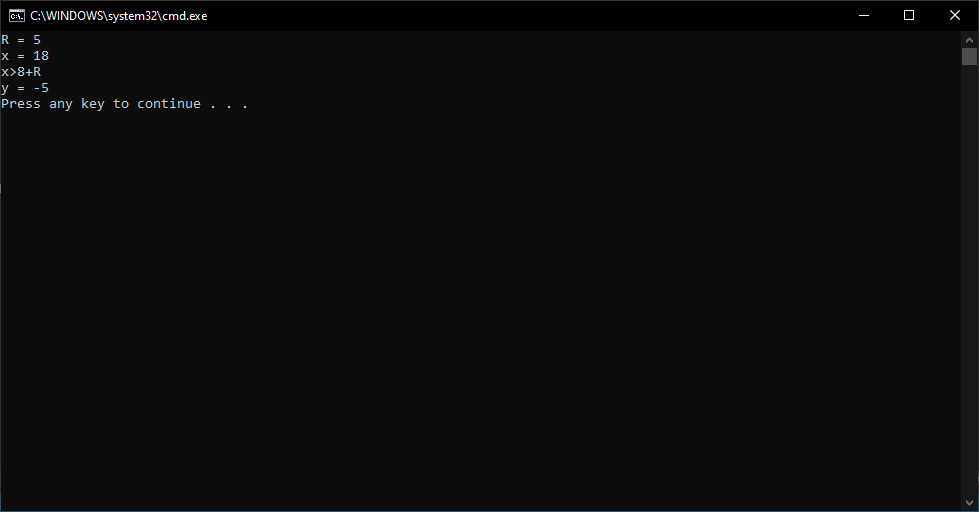 C:\WINDOWS\system32\cmd.exe
R = 5
x = 18
x>8+R
y = -5
Press any key to continue . . .